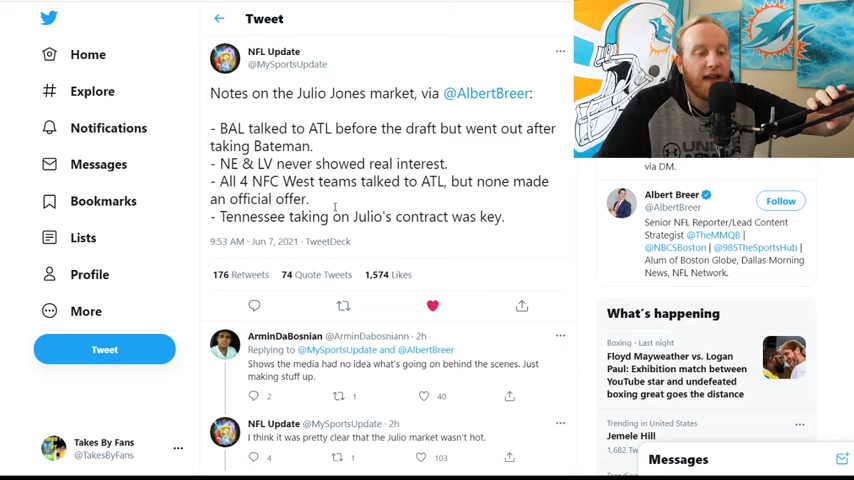 Tweet
NFL Update
@MySportsUpdate
Notes on the Julio Jones market, via @AlbertBreer:
- BAL talked to ATL before the draft but went out after
taking Bateman.
- NE & LV never showed real interest.
- All 4 NFC West teams talked to ATL, but none made
an official offer.
- Tennessee taking on Julio's contract was key.
9:53 AM · Jun 7, 2021 · TweetDeck
176 Retweets 74 Quote Tweets 1,574 Likes
ArminDaBosnian @ArminDabosniann · 2h
Replying to @MySportsUpdate and @AlbertBreer
Shows the media had no idea what's going on behind the scenes. Just
making stuff up.
2 1 40
NFL Update @MySportsUpdate · 2h
I think it was pretty clear that the Julio market wasn't hot.
4 1 103
Home
Explore
Notifications
Messages
Bookmarks
Lists
Profile
More
Tweet
Takes By Fans
@TakesByFans
UNDER
via DM.
Albert Breer
@AlbertBreer
Follow
Senior NFL Reporter/Lead Content
Strategist @TheMMQB |
@NBCSBoston | @985TheSportsHub |
Alum of Boston Globe, Dallas Morning
News, NFL Network.
What's happening
Boxing · Last night
Floyd Mayweather vs. Logan
Paul: Exhibition match between
YouTube star and undefeated
boxing great goes the distance
Trending in United States
Jemele Hill
Messages